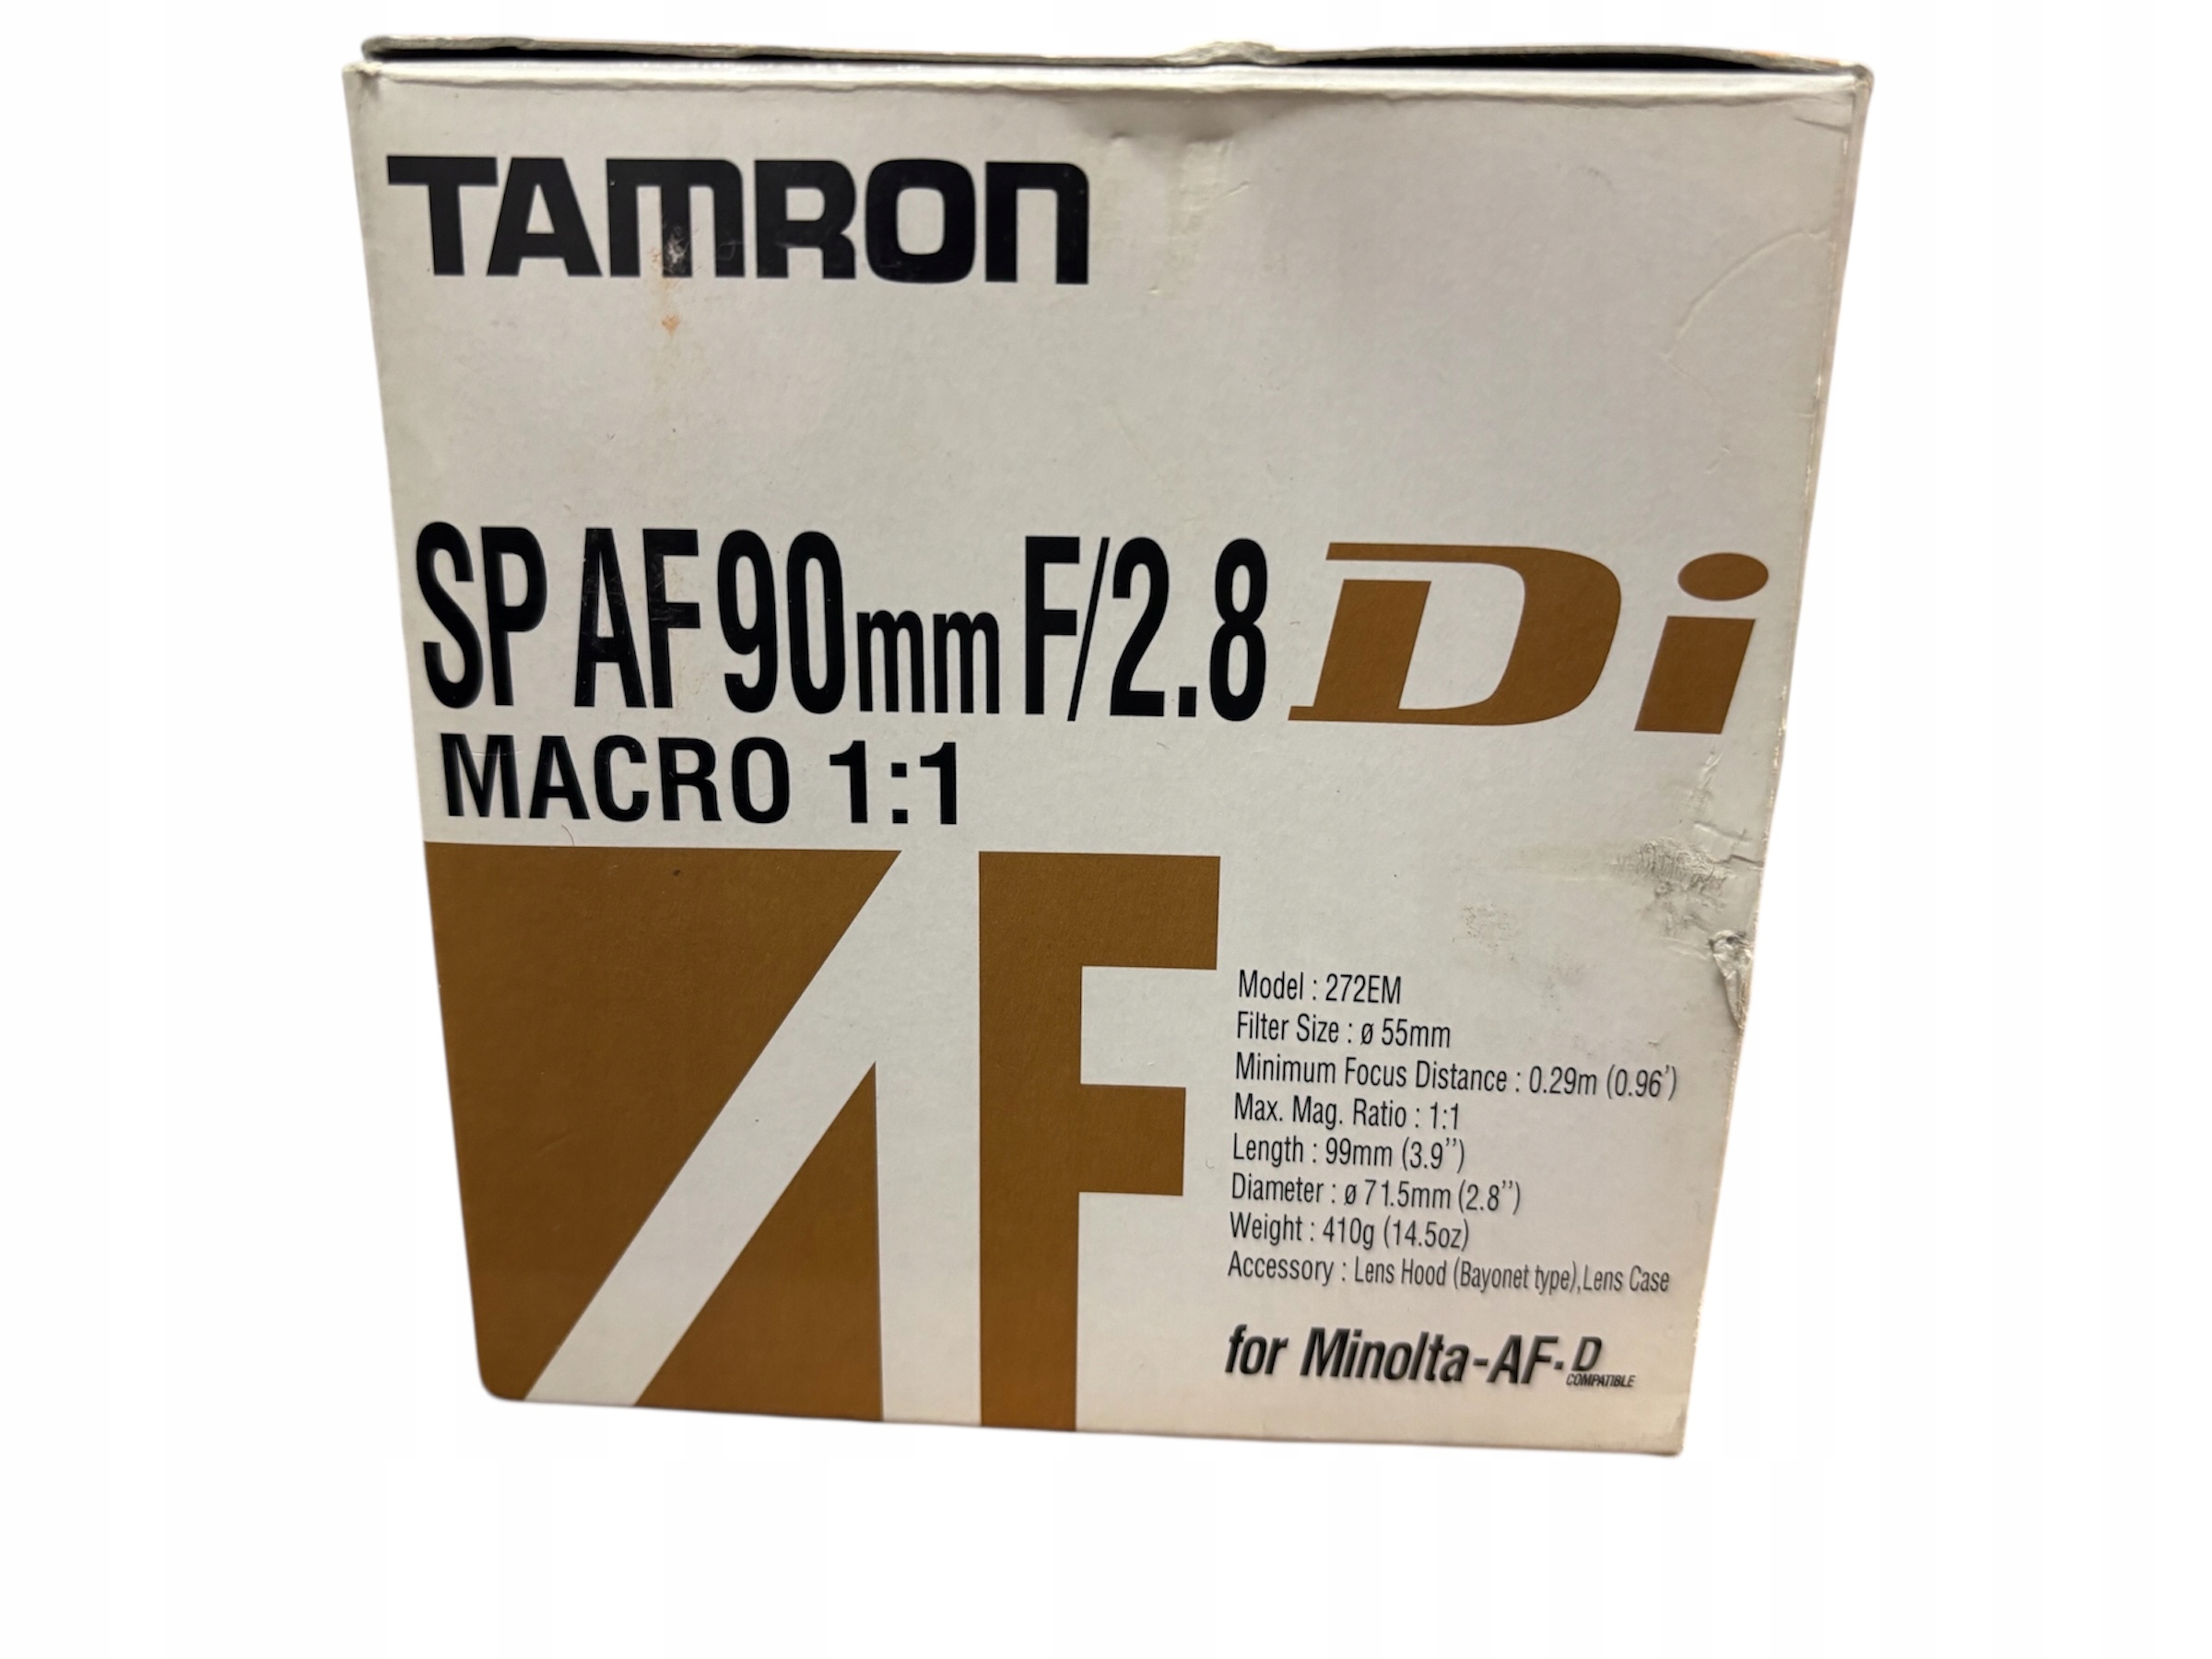 TAMRON
SP AF 90mm F/2.8 Di
MACRO 1:1
AF
Model : 272EM
Filter Size : ø 55mm
Minimum Focus Distance : 0.29m (0.96')
Max. Mag. Ratio : 1:1
Length : 99mm (3.9'')
Diameter : ø 71.5mm (2.8'')
Weight : 410g (14.5oz)
Accessory : Lens Hood (Bayonet type),Lens Case
for Minolta-AF·D
COMPATIBLE